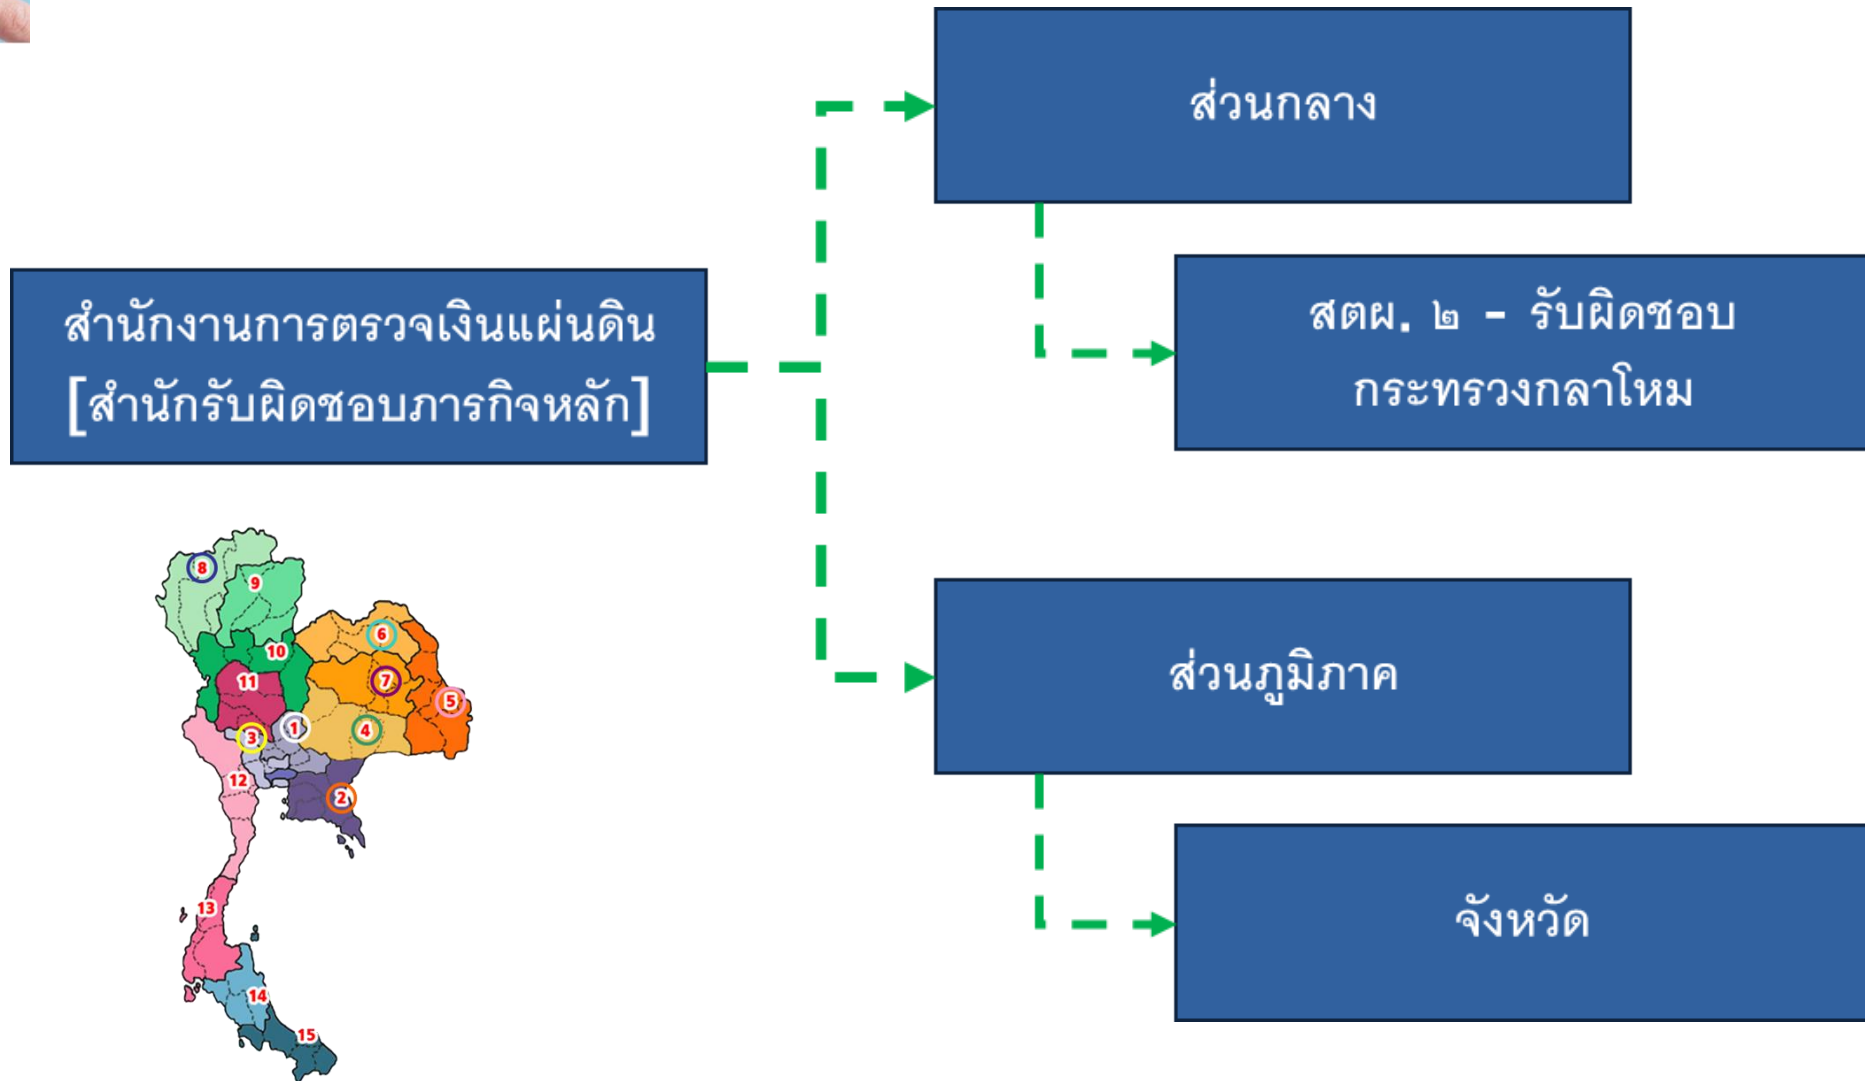 ส่วนกลาง
สำนักงานการตรวจเงินแผ่นดิน
[สำนักรับผิดชอบภารกิจหลัก]
สตผ. ๒ - รับผิดชอบ
กระทรวงกลาโหม
ส่วนภูมิภาค
จังหวัด
8
9
6
10
7
11
5
1
4
3
12
2
13
14
15